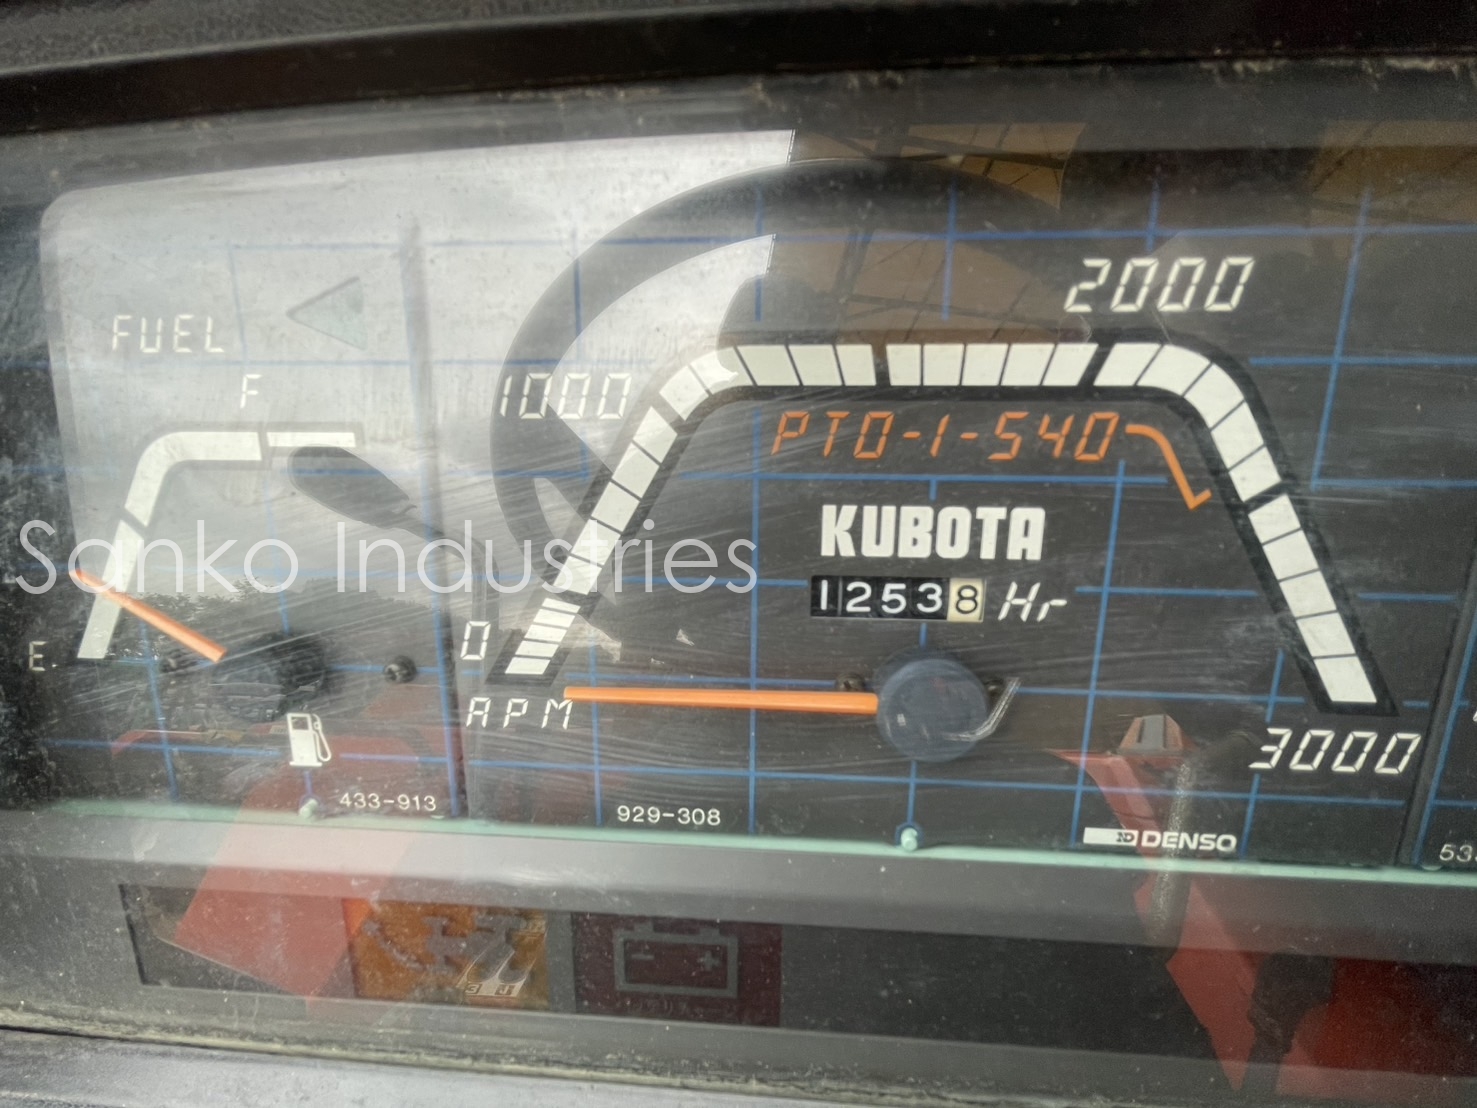 2000
FUEL
F
1000
PTO-1-540
KUBOTA
Sanko Industries
12538 Hr
0
E
RPM
3000
433-913
929-308
DENSO